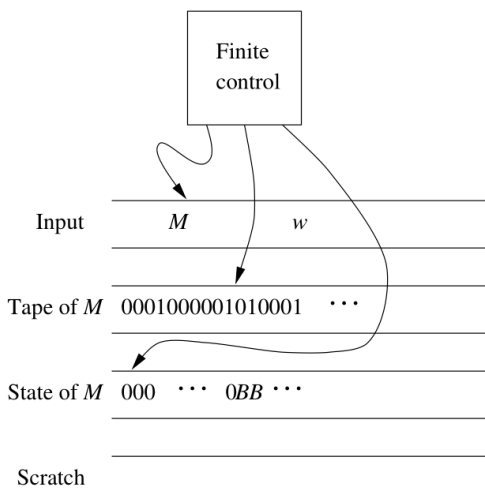 Finite
control
Input M w
Tape of M 0001000001010001 ···
State of M 000 ··· 0BB ···
Scratch